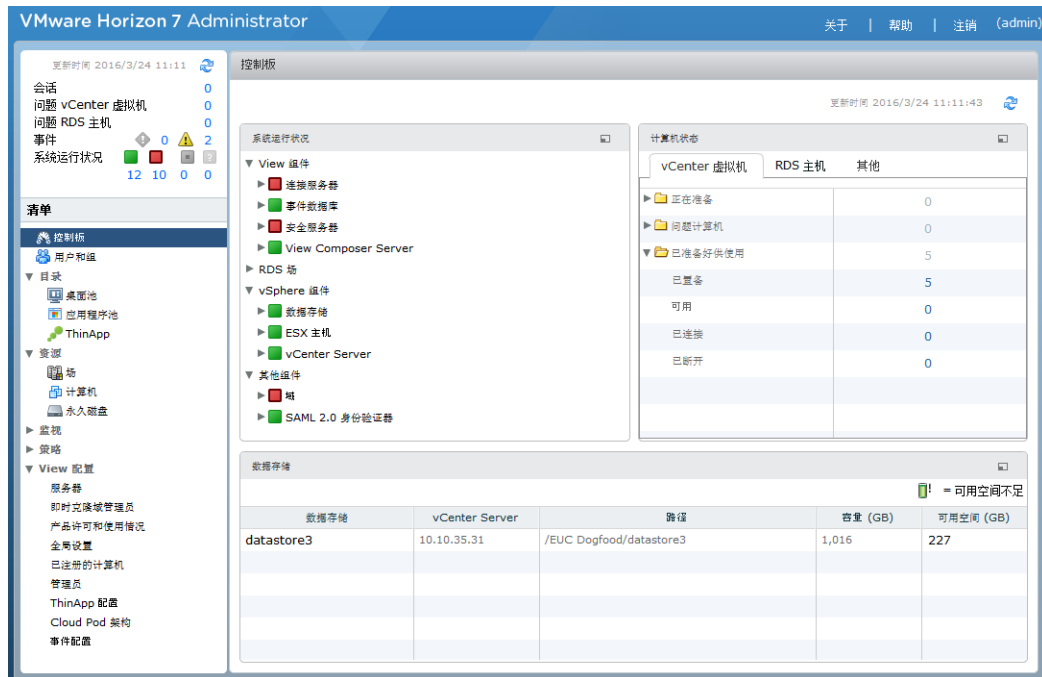 VMware Horizon 7 Administrator
关于 | 帮助 | 注销 (admin)
更新时间 2016/3/24 11:11
会话 0
问题 vCenter 虚拟机 0
问题 RDS 主机 0
事件 0 2
系统运行状况
12 10 0 0
清单
控制板
用户和组
目录
桌面池
应用程序池
ThinApp
资源
场
计算机
永久磁盘
监视
策略
View 配置
服务器
即时克隆域管理员
产品许可和使用情况
全局设置
已注册的计算机
管理员
ThinApp 配置
Cloud Pod 架构
事件配置
控制板
更新时间 2016/3/24 11:11:43
系统运行状况
View 组件
连接服务器
事件数据库
安全服务器
View Composer Server
RDS 场
vSphere 组件
数据存储
ESX 主机
vCenter Server
其他组件
域
SAML 2.0 身份验证器
计算机状态
vCenter 虚拟机 RDS 主机 其他
正在准备 0
问题计算机 0
已准备好供使用 5
已置备 5
可用 0
已连接 0
已断开 0
数据存储
! = 可用空间不足
数据存储 vCenter Server 路径 容量 (GB) 可用空间 (GB)
datastore3 10.10.35.31 /EUC Dogfood/datastore3 1,016 227